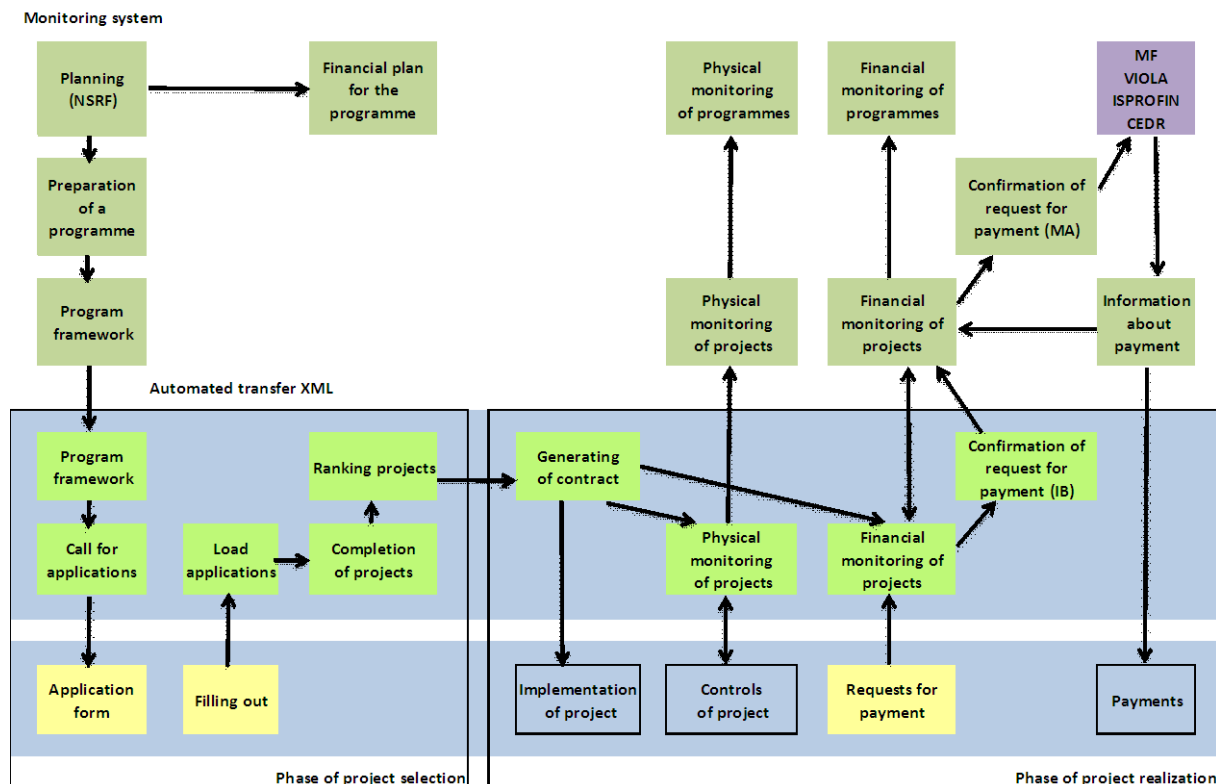 Monitoring system
Planning
(NSRF)
Financial plan
for the
programme
Physical
monitoring
of programmes
Financial
monitoring of
programmes
MF
VIOLA
ISPROFIN
CEDR
Preparation
of a
programme
Confirmation of
request for
payment (MA)
Program
framework
Physical
monitoring
of projects
Financial
monitoring of
projects
Information
about
payment
Automated transfer XML
Program
framework
Ranking projects
Generating
of contract
Confirmation of
request for
payment (IB)
Call for
applications
Load
applications
Completion
of projects
Physical
monitoring
of projects
Financial
monitoring of
projects
Application
form
Filling out
Implementation
of project
Controls
of project
Requests for
payment
Payments
Phase of project selection
Phase of project realization